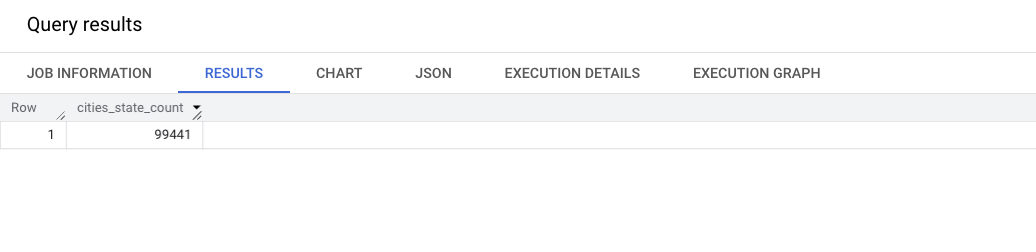 Query results
JOB INFORMATION RESULTS CHART JSON EXECUTION DETAILS EXECUTION GRAPH
Row cities_state_count
1 99441